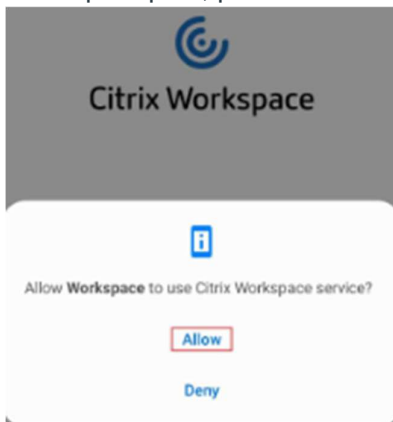 Citrix Workspace
Allow Workspace to use Citrix Workspace service?
Allow
Deny